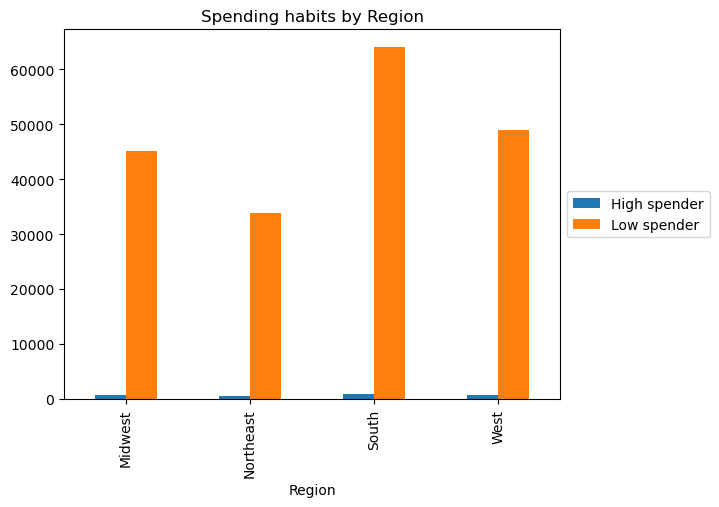 Spending habits by Region
60000
50000
40000
30000
20000
10000
0
High spender
Low spender
Midwest
Northeast
South
West
Region